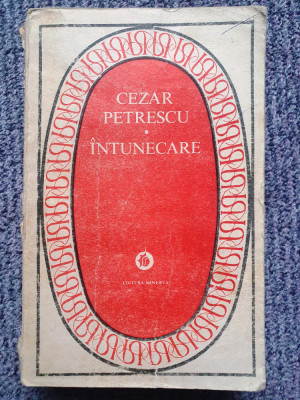 CEZAR
PETRESCU
•
ÎNTUNECARE
EDITURA MINERVA